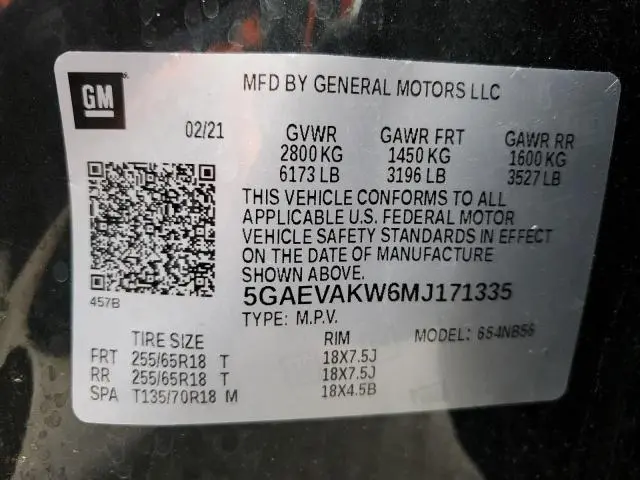 GM
MFD BY GENERAL MOTORS LLC
02/21 GVWR GAWR FRT GAWR RR
2800 KG 1450 KG 1600 KG
6173 LB 3196 LB 3527 LB
THIS VEHICLE CONFORMS TO ALL
APPLICABLE U.S. FEDERAL MOTOR
VEHICLE SAFETY STANDARDS IN EFFECT
ON THE DATE OF MANUFACTURE
SHOWN ABOVE.
457B
5GAEVAKW6MJ171335
TYPE: M.P.V. MODEL: 654NB56
TIRE SIZE RIM
FRT 255/65R18 T 18X7.5J
RR 255/65R18 T 18X7.5J
SPA T135/70R18 M 18X4.5B